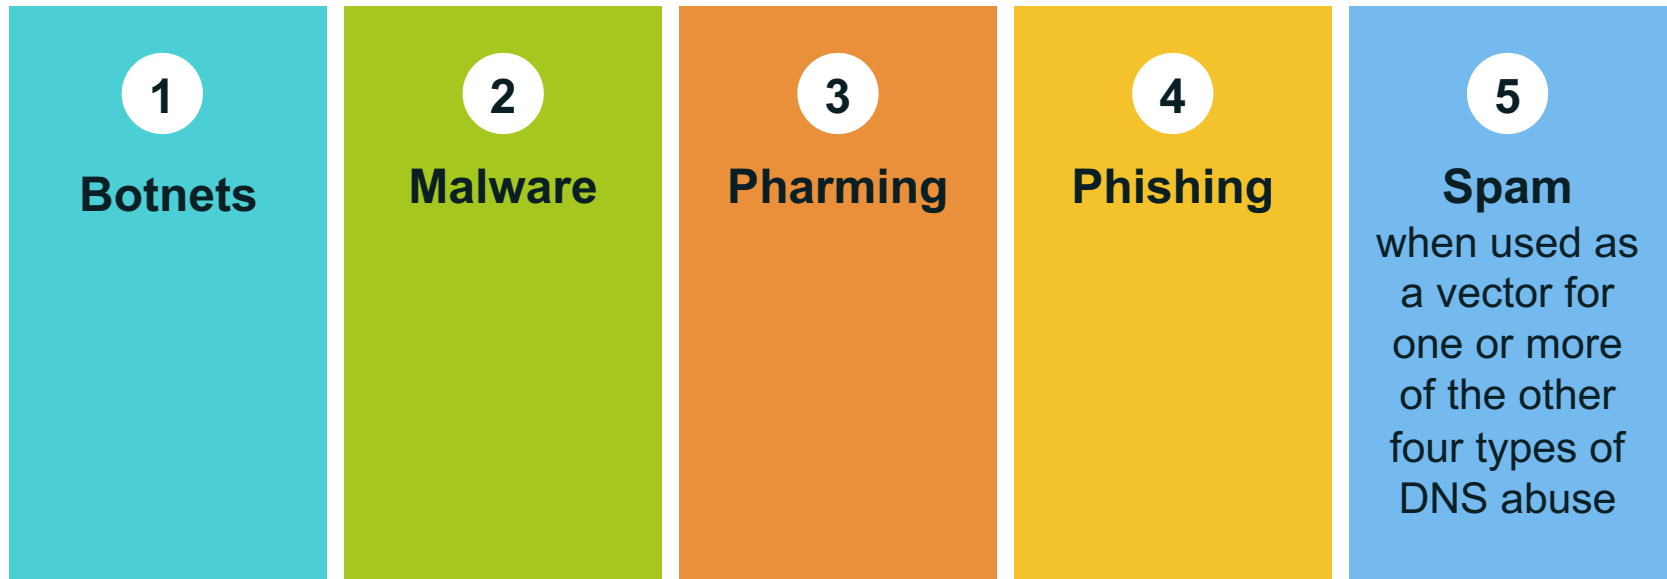 1
Botnets
2
Malware
3
Pharming
4
Phishing
5
Spam
when used as
a vector for
one or more
of the other
four types of
DNS abuse